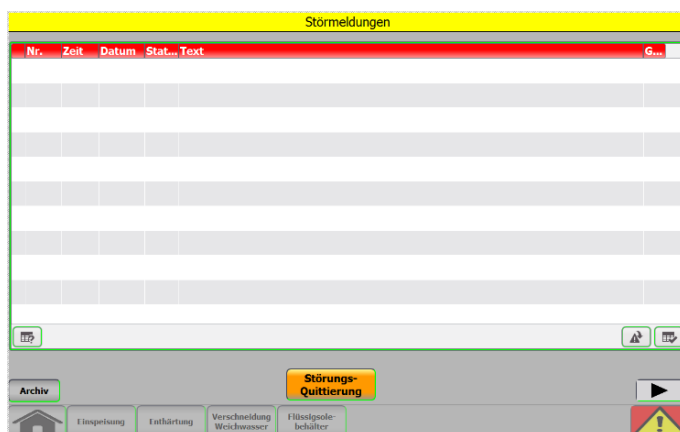 Störmeldungen
Nr. Zeit Datum Stat... Text G...
Störungs-
Quittierung
Archiv
Einspeisung Enthärtung Verschneidung Weichwasser Flüssigsole-behälter